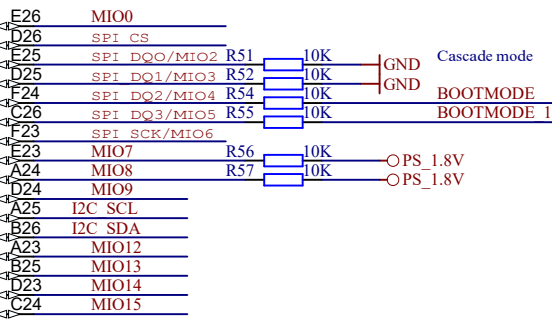 E26 MIO0
D26 SPI CS
E25 SPI DQ0/MIO2 R51 10K GND Cascade mode
D25 SPI DQ1/MIO3 R52 10K GND
F24 SPI DQ2/MIO4 R54 10K BOOTMODE
C26 SPI DQ3/MIO5 R55 10K BOOTMODE 1
F23 SPI SCK/MIO6
E23 MIO7 R56 10K PS_1.8V
A24 MIO8 R57 10K PS_1.8V
D24 MIO9
A25 I2C SCL
B26 I2C SDA
A23 MIO12
B25 MIO13
D23 MIO14
C24 MIO15